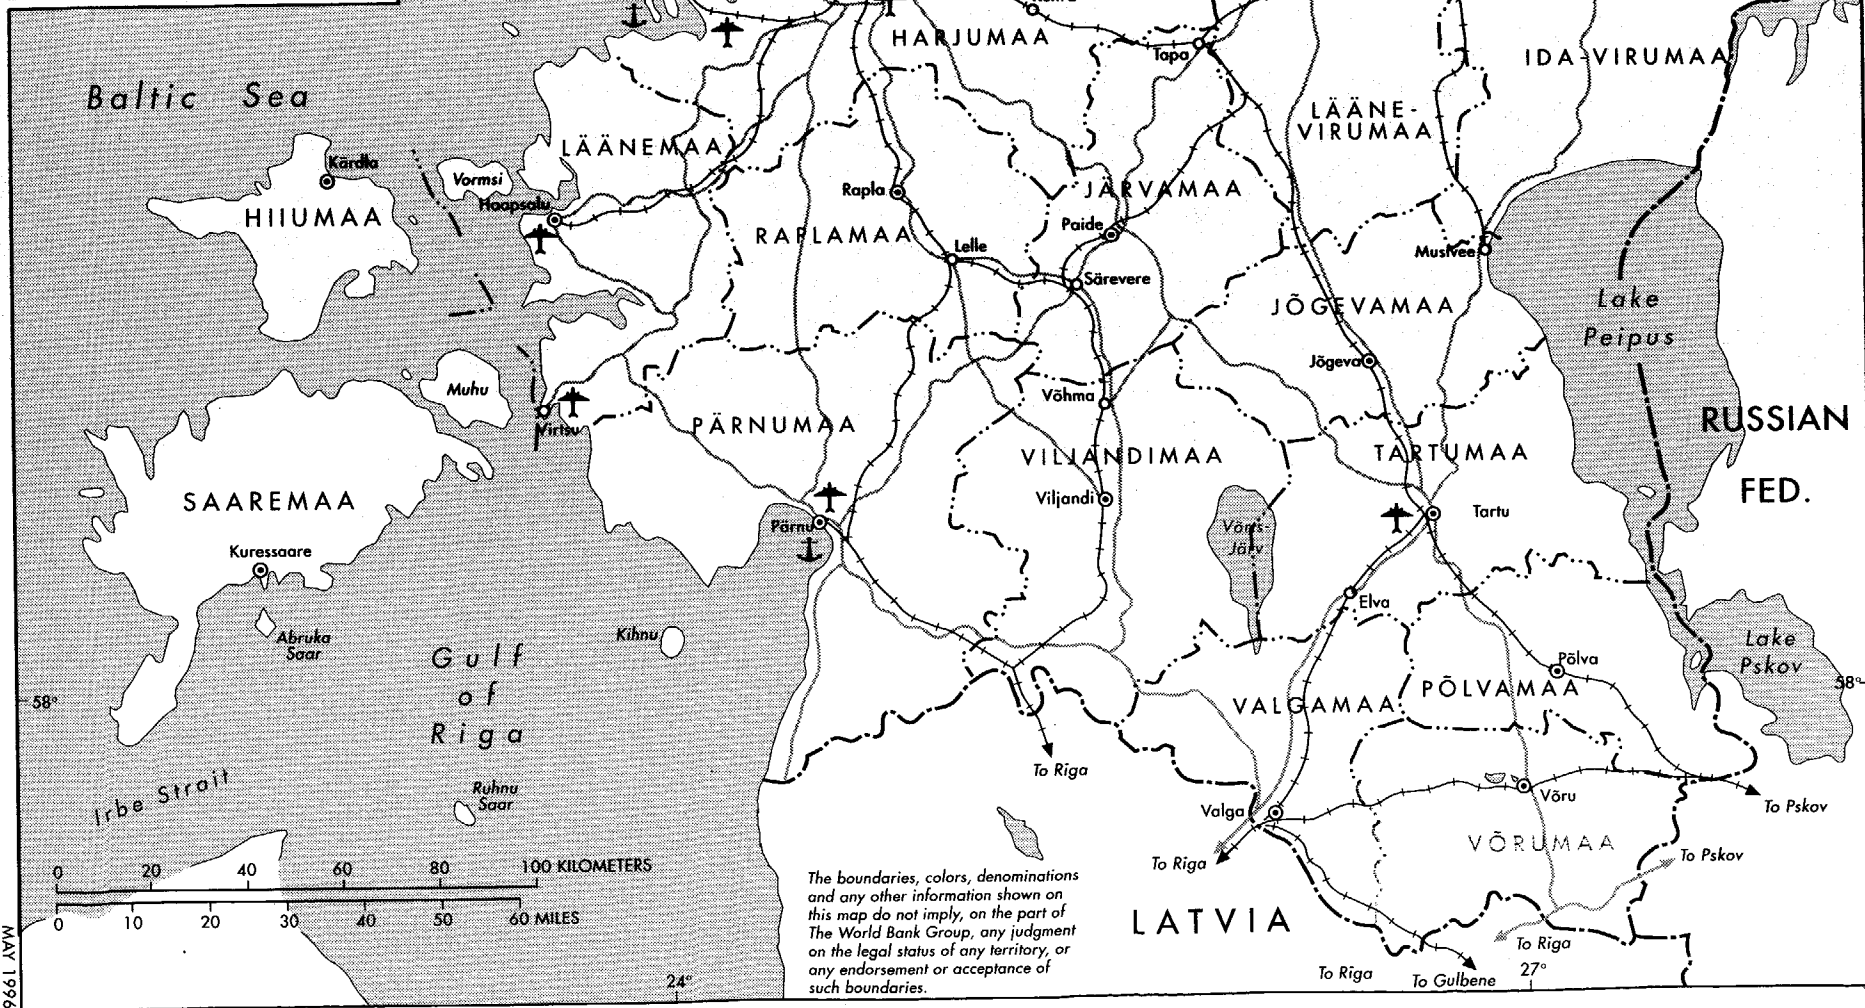 HARJUMAA
Tapa
IDA-VIRUMAA
Baltic Sea
LÄÄNE-
VIRUMAA
LÄÄNEMAA
Kärdla
Vormsi
Haapsalu
HIIUMAA
Rapla
JÄRVAMAA
Paide
RAPLAMAA
Lelle
Särevere
Mustvee
Lake
Peipus
JÕGEVAMAA
Jõgeva
Muhu
Virtsu
Võhma
PÄRNUMAA
RUSSIAN
FED.
VILJANDIMAA
TARTUMAA
SAAREMAA
Viljandi
Pärnu
Võrts-
Järv
Tartu
Kuressaare
Elva
Abruka
Saar
Kihnu
Gulf
of
Riga
Lake
Pskov
Põlva
58°
58°
VALGAMAA
PÕLVAMAA
To Riga
Irbe Strait
Ruhnu
Saar
Valga
Võru
To Pskov
VÕRUMAA
To Riga
To Pskov
0 20 40 60 80 100 KILOMETERS
0 10 20 30 40 50 60 MILES
The boundaries, colors, denominations
and any other information shown on
this map do not imply, on the part of
The World Bank Group, any judgment
on the legal status of any territory, or
any endorsement or acceptance of
such boundaries.
LATVIA
To Riga
To Riga
To Gulbene
24°
27°
MAY 1996